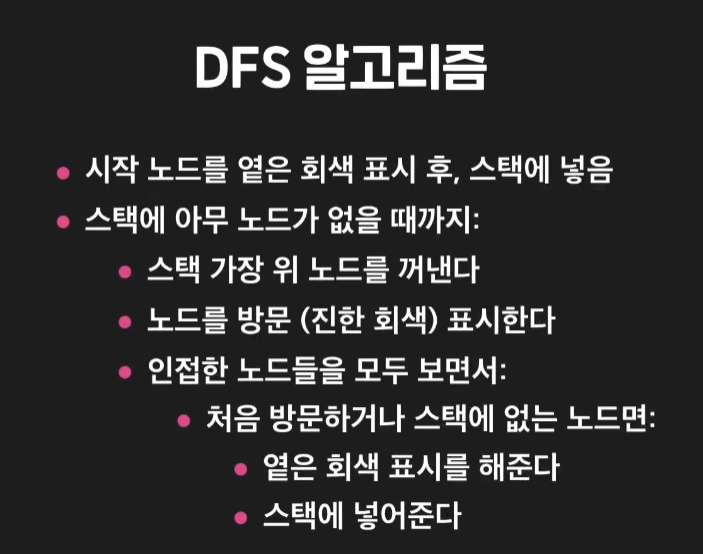 DFS 알고리즘
시작 노드를 옅은 회색 표시 후, 스택에 넣음
스택에 아무 노드가 없을 때까지:
스택 가장 위 노드를 꺼낸다
노드를 방문 (진한 회색) 표시한다
인접한 노드들을 모두 보면서:
처음 방문하거나 스택에 없는 노드면:
옅은 회색 표시를 해준다
스택에 넣어준다